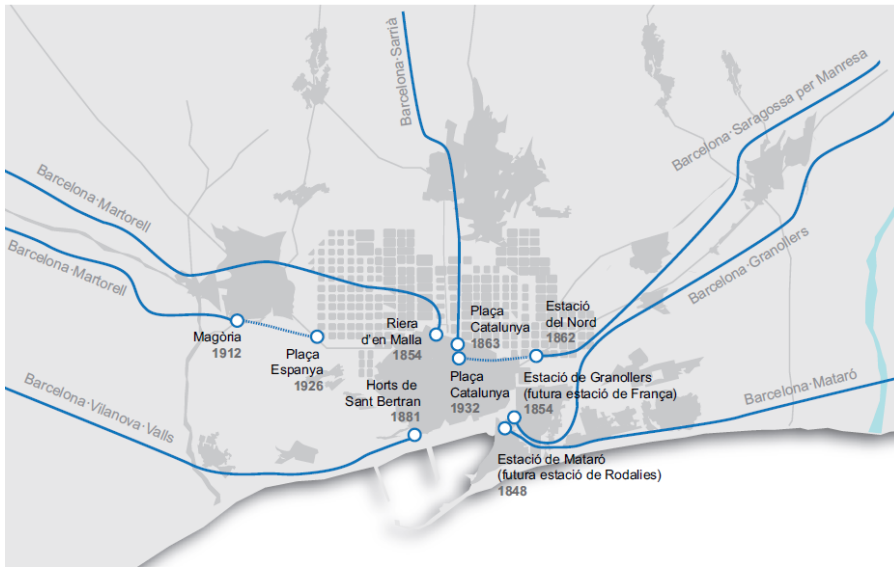 Barcelona·Sarrià
Barcelona·Saragossa per Manresa
Barcelona·Martorell
Barcelona·Martorell
Barcelona·Granollers
Magòria
1912
Plaça
Espanya
1926
Riera
d'en Malla
1854
Plaça
Catalunya
1863
Estació
del Nord
1862
Horts de
Sant Bertran
1881
Plaça
Catalunya
1932
Estació de Granollers
(futura estació de França)
1854
Barcelona·Vilanova·Valls
Barcelona·Mataró
Estació de Mataró
(futura estació de Rodalies)
1848